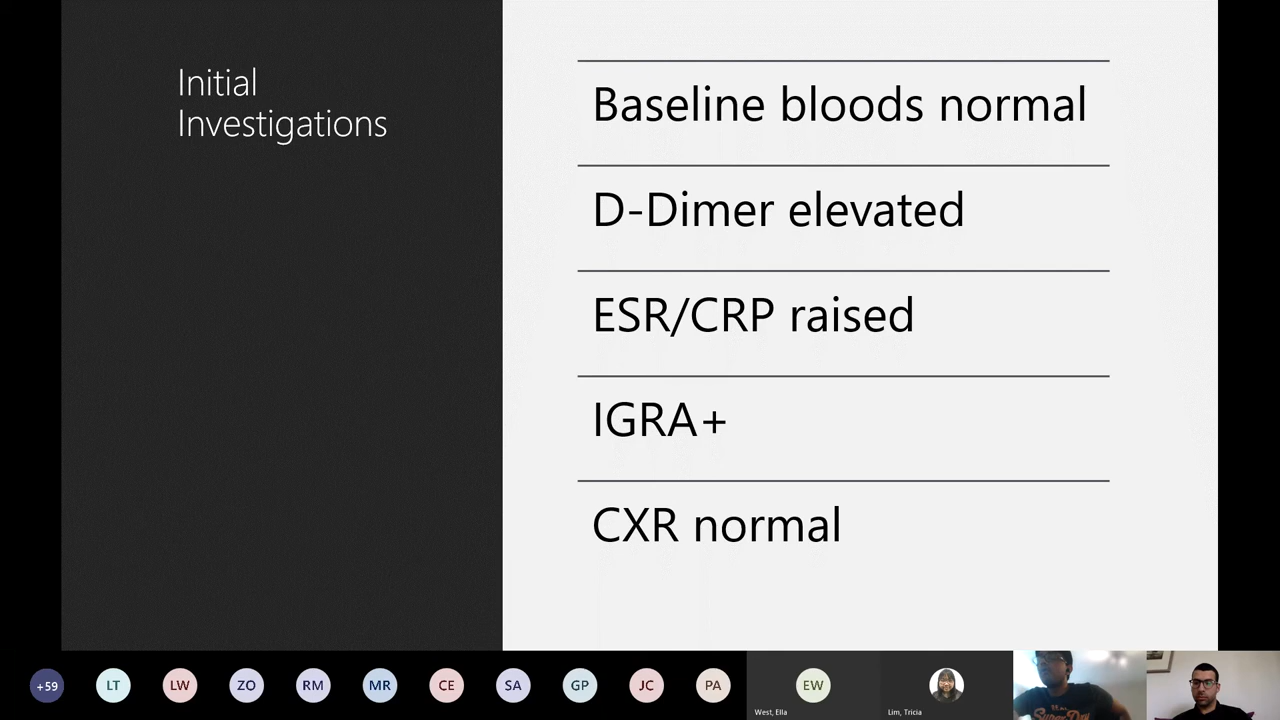 Initial
Investigations
Baseline bloods normal
D-Dimer elevated
ESR/CRP raised
IGRA+
CXR normal
+59
LT
LW
ZO
RM
MR
CE
SA
GP
JC
PA
EW
West, Ella
Lim, Tricia